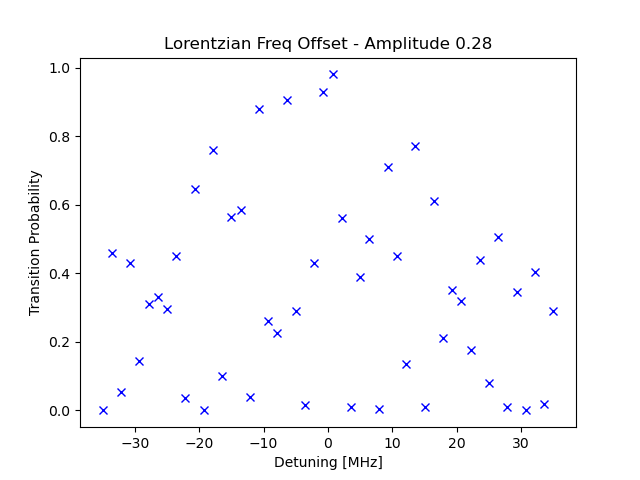 Lorentzian Freq Offset - Amplitude 0.28
1.0
0.8
0.6
0.4
0.2
0.0
Transition Probability
−30 −20 −10 0 10 20 30
Detuning [MHz]